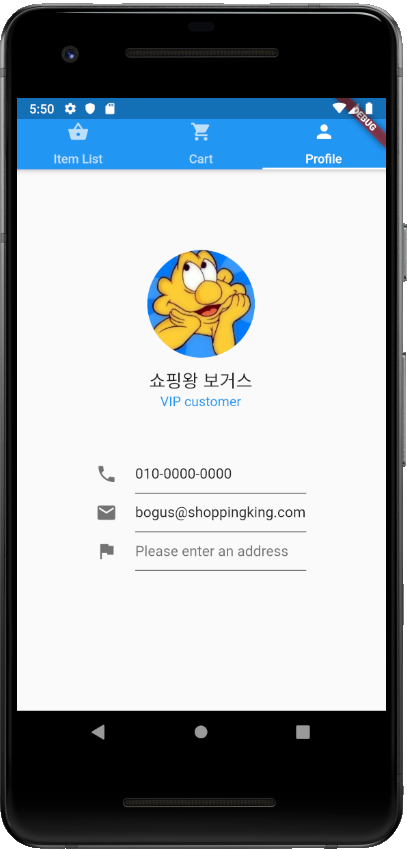 5:50
DEBUG
Item List
Cart
Profile
쇼핑왕 보거스
VIP customer
010-0000-0000
bogus@shoppingking.com
Please enter an address